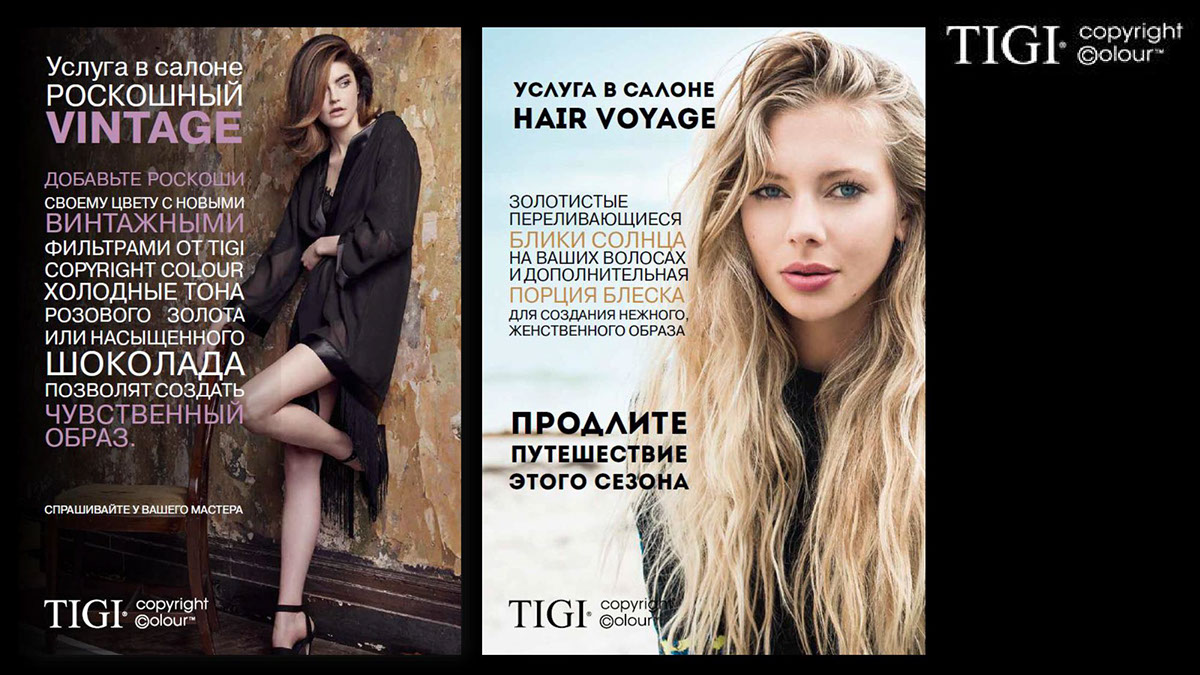 Услуга в салоне
РОСКОШНЫЙ
VINTAGE
ДОБАВЬТЕ РОСКОШИ
СВОЕМУ ЦВЕТУ С НОВЫМИ
ВИНТАЖНЫМИ
ФИЛЬТРАМИ ОТ TIGI
COPYRIGHT COLOUR
ХОЛОДНЫЕ ТОНА
РОЗОВОГО ЗОЛОТА
ИЛИ НАСЫЩЕННОГО
ШОКОЛАДА
ПОЗВОЛЯТ СОЗДАТЬ
ЧУВСТВЕННЫЙ
ОБРАЗ.
СПРАШИВАЙТЕ У ВАШЕГО МАСТЕРА
TIGI® copyright
©olour™
УСЛУГА В САЛОНЕ
HAIR VOYAGE
ЗОЛОТИСТЫЕ
ПЕРЕЛИВАЮЩИЕСЯ
БЛИКИ СОЛНЦА
НА ВАШИХ ВОЛОСАХ
И ДОПОЛНИТЕЛЬНАЯ
ПОРЦИЯ БЛЕСКА
ДЛЯ СОЗДАНИЯ НЕЖНОГО,
ЖЕНСТВЕННОГО ОБРАЗА
ПРОДЛИТЕ
ПУТЕШЕСТВИЕ
ЭТОГО СЕЗОНА
TIGI® copyright
©olour™
TIGI® copyright
©olour™